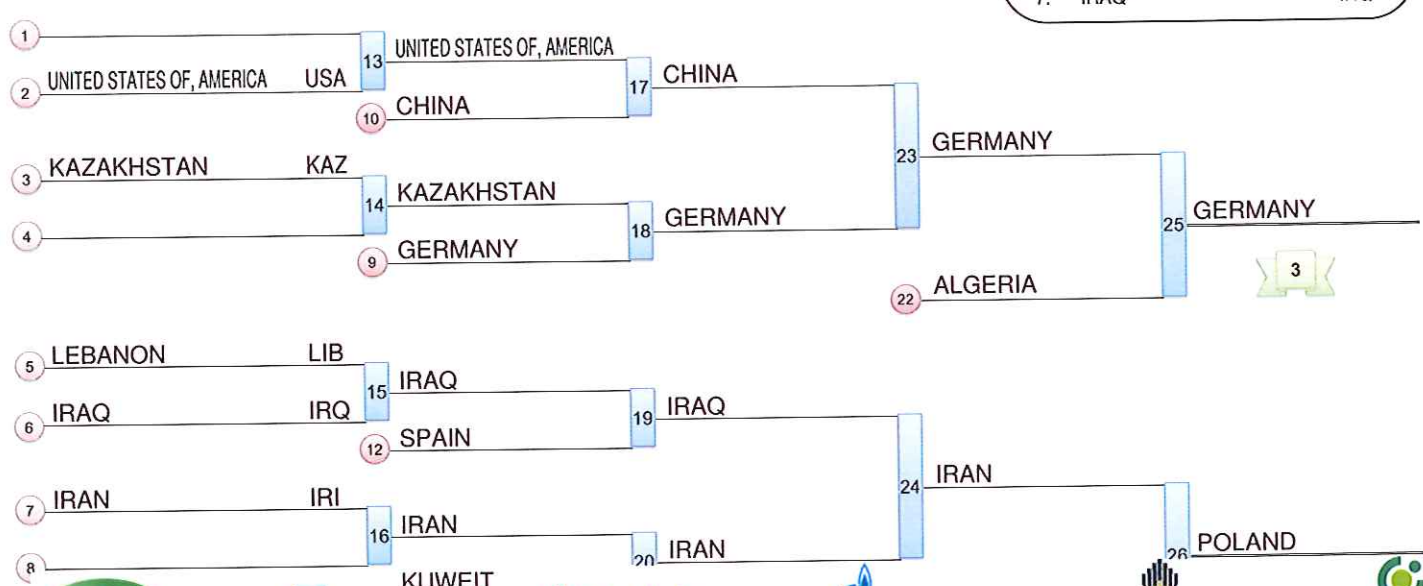 7. IRAQ
1
UNITED STATES OF, AMERICA
13
2 UNITED STATES OF, AMERICA USA
17 CHINA
10 CHINA
GERMANY
23
3 KAZAKHSTAN KAZ
14 KAZAKHSTAN
18 GERMANY
25 GERMANY
4
9 GERMANY
3
22 ALGERIA
5 LEBANON LIB
15 IRAQ
19 IRAQ
6 IRAQ IRQ
12 SPAIN
24 IRAN
7 IRAN IRI
16 IRAN
20 IRAN
26 POLAND
8
KUWEIT